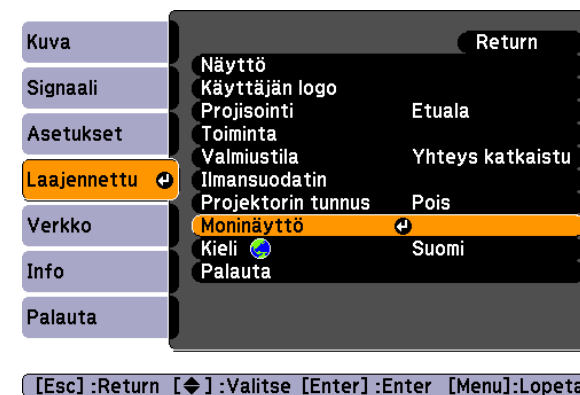 Kuva
Signaali
Asetukset
Laajennettu
Verkko
Info
Palauta
Return
Näyttö
Käyttäjän logo
Projisointi Etuala
Toiminta
Valmiustila Yhteys katkaistu
Ilmansuodatin
Projektorin tunnus Pois
Moninäyttö
Kieli Suomi
Palauta
[Esc] :Return [◆] :Valitse [Enter] :Enter [Menu]:Lopeta